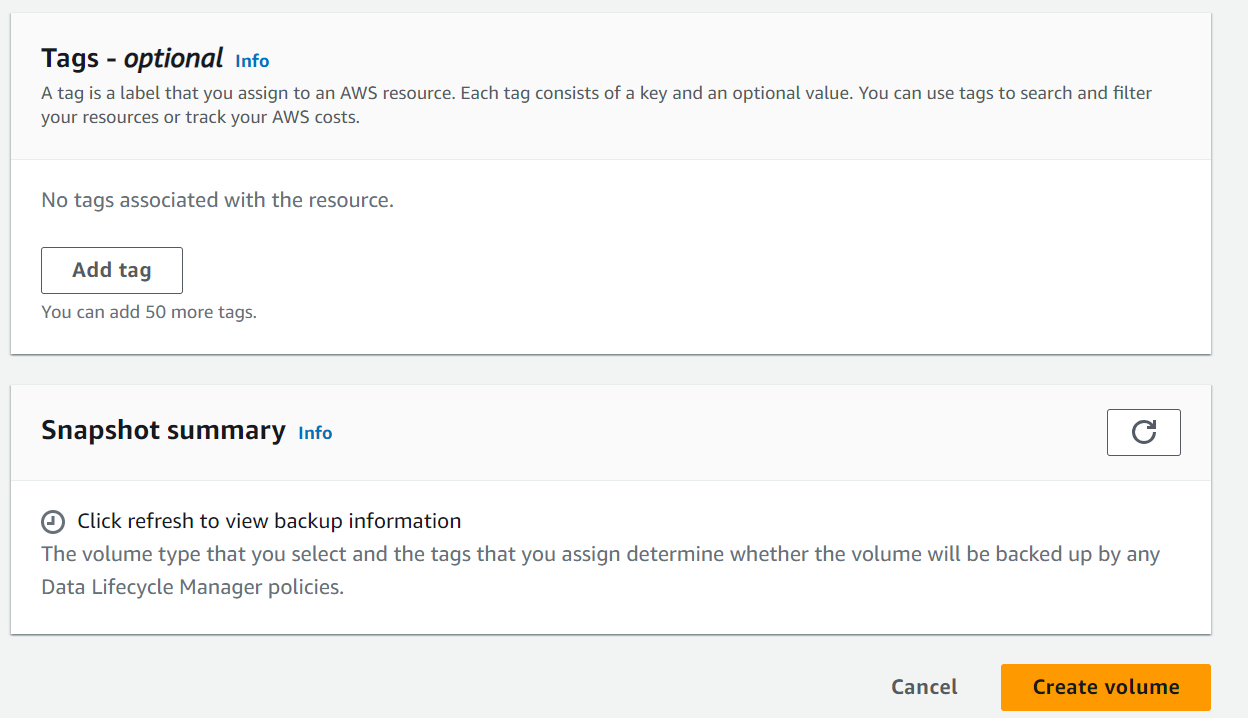 Tags - optional Info
A tag is a label that you assign to an AWS resource. Each tag consists of a key and an optional value. You can use tags to search and filter
your resources or track your AWS costs.
No tags associated with the resource.
Add tag
You can add 50 more tags.
Snapshot summary Info
Click refresh to view backup information
The volume type that you select and the tags that you assign determine whether the volume will be backed up by any
Data Lifecycle Manager policies.
Cancel Create volume